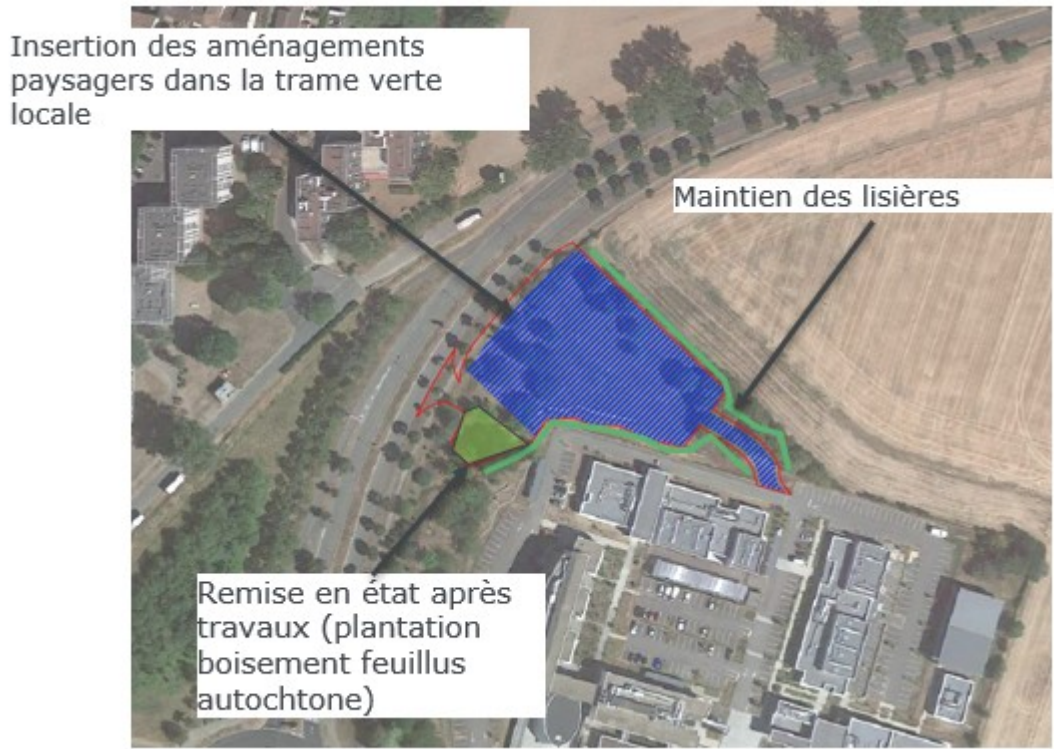 Insertion des aménagements
paysagers dans la trame verte
locale
Maintien des lisières
Remise en état après
travaux (plantation
boisement feuillus
autochtone)